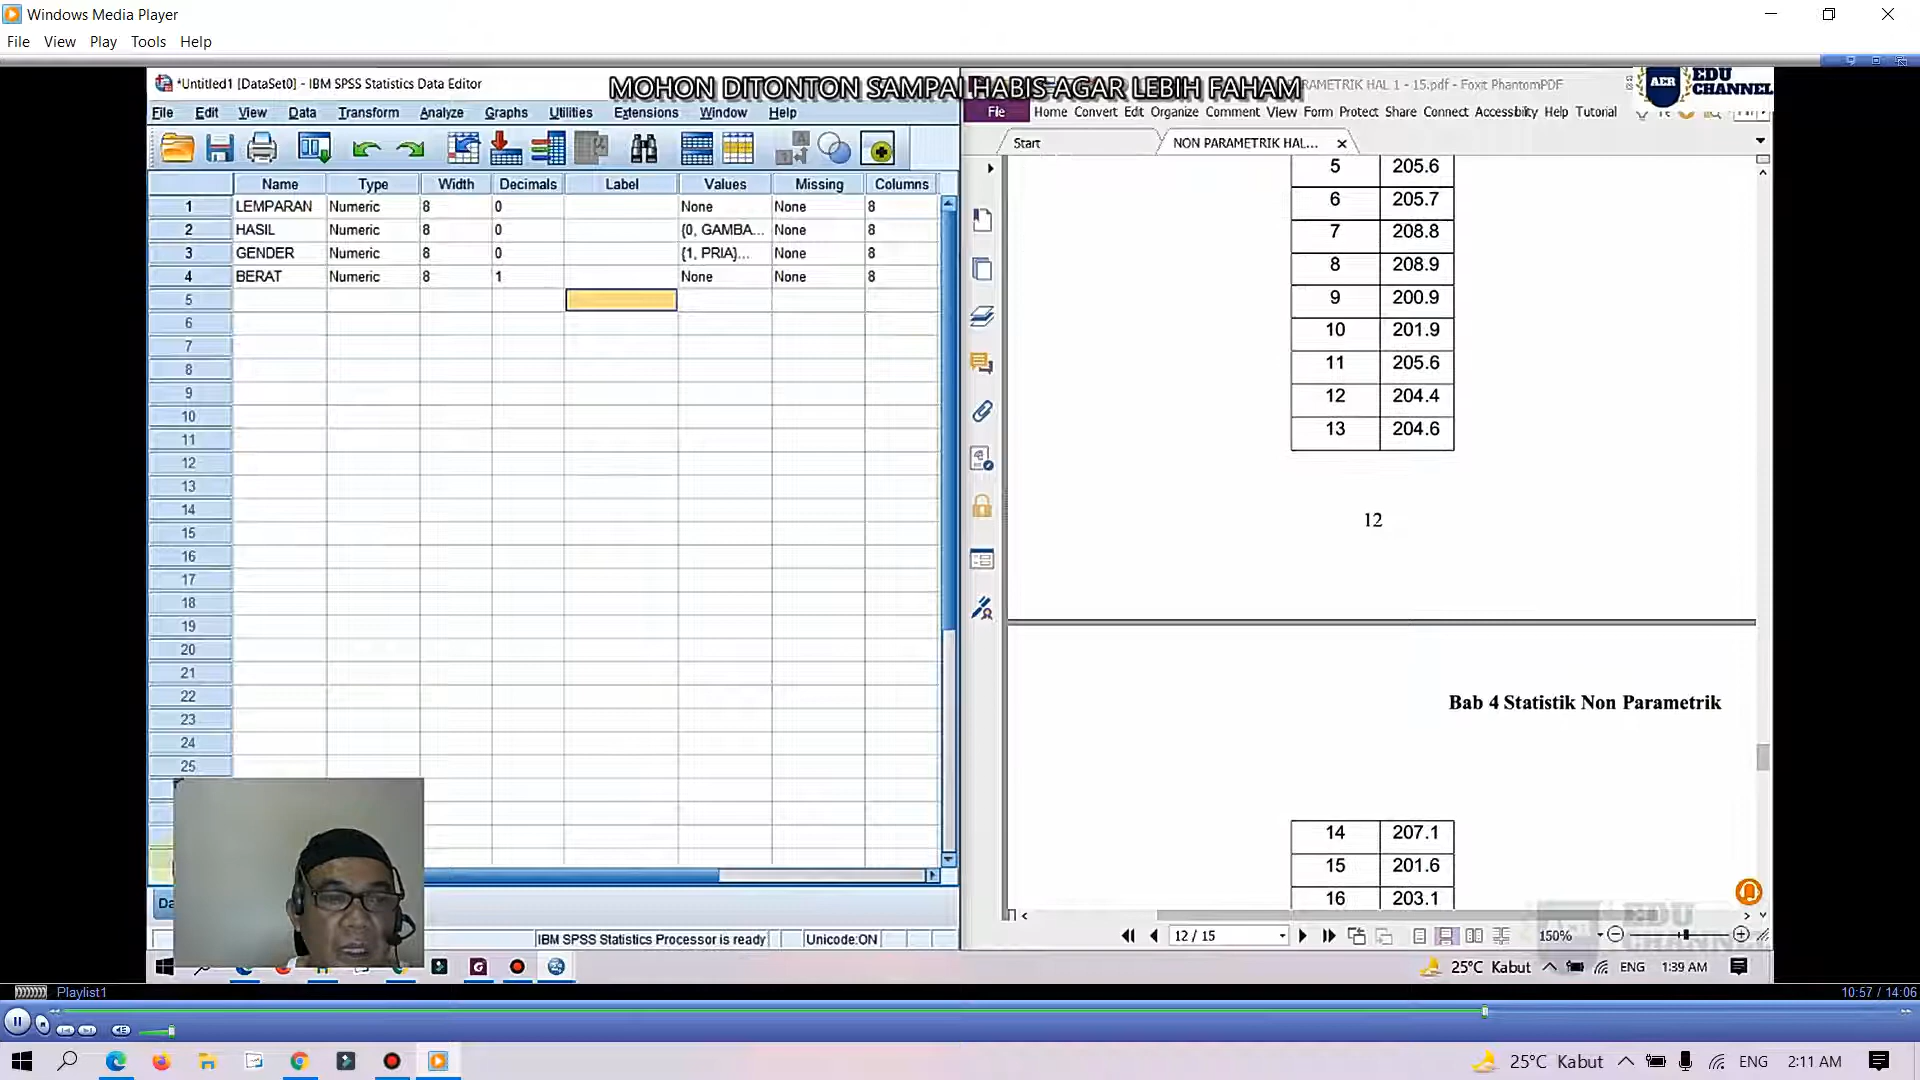 Windows Media Player
File View Play Tools Help
*Untitled1 [DataSet0] - IBM SPSS Statistics Data Editor
MOHON DITONTON SAMPAI HABIS AGAR LEBIH FAHAM
RAMETRIK HAL 1 - 15.pdf - Foxit PhantomPDF
AER EDU CHANNEL
File Edit View Data Transform Analyze Graphs Utilities Extensions Window Help
File Home Convert Edit Organize Comment View Form Protect Share Connect Accessibility Help Tutorial
Start NON PARAMETRIK HAL...
Name Type Width Decimals Label Values Missing Columns
1 LEMPARAN Numeric 8 0 None None 8
2 HASIL Numeric 8 0 {0, GAMBA... None 8
3 GENDER Numeric 8 0 {1, PRIA}... None 8
4 BERAT Numeric 8 1 None None 8
5
6
7
8
9
10
11
12
13
14
15
16
17
18
19
20
21
22
23
24
25
5 205.6
6 205.7
7 208.8
8 208.9
9 200.9
10 201.9
11 205.6
12 204.4
13 204.6
12
Bab 4 Statistik Non Parametrik
14 207.1
15 201.6
16 203.1
EDU
IBM SPSS Statistics Processor is ready Unicode:ON
12 / 15
150%
25°C Kabut ENG 1:39 AM
Playlist1
10:57 / 14:06
25°C Kabut ENG 2:11 AM